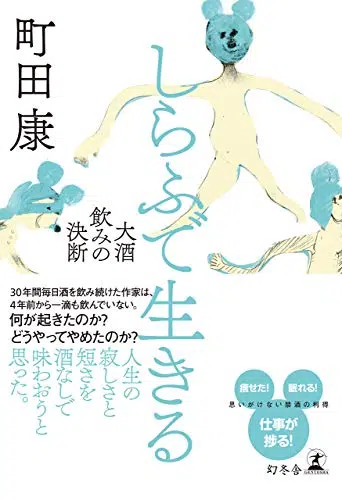 町田康
しらふで生きる
大酒
飲みの
決断
30年間毎日酒を飲み続けた作家は、
4年前から一滴も飲んでいない。
何が起きたのか?
どうやってやめたのか?
人生の
寂しさと
短さを
酒なしで
味わおうと
思った。
痩せた!
眠れる!
思いがけない禁酒の利得
仕事が
捗る!
幻冬舎
GENTOSHA